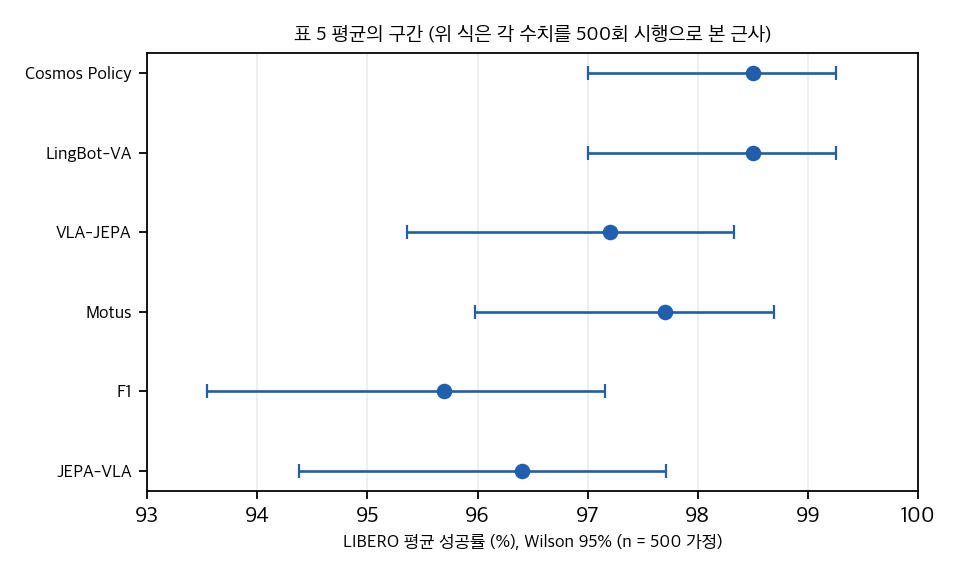 표 5 평균의 구간 (위 식은 각 수치를 500회 시행으로 본 근사)
Cosmos Policy
LingBot-VA
VLA-JEPA
Motus
F1
JEPA-VLA
93 94 95 96 97 98 99 100
LIBERO 평균 성공률 (%), Wilson 95% (n = 500 가정)